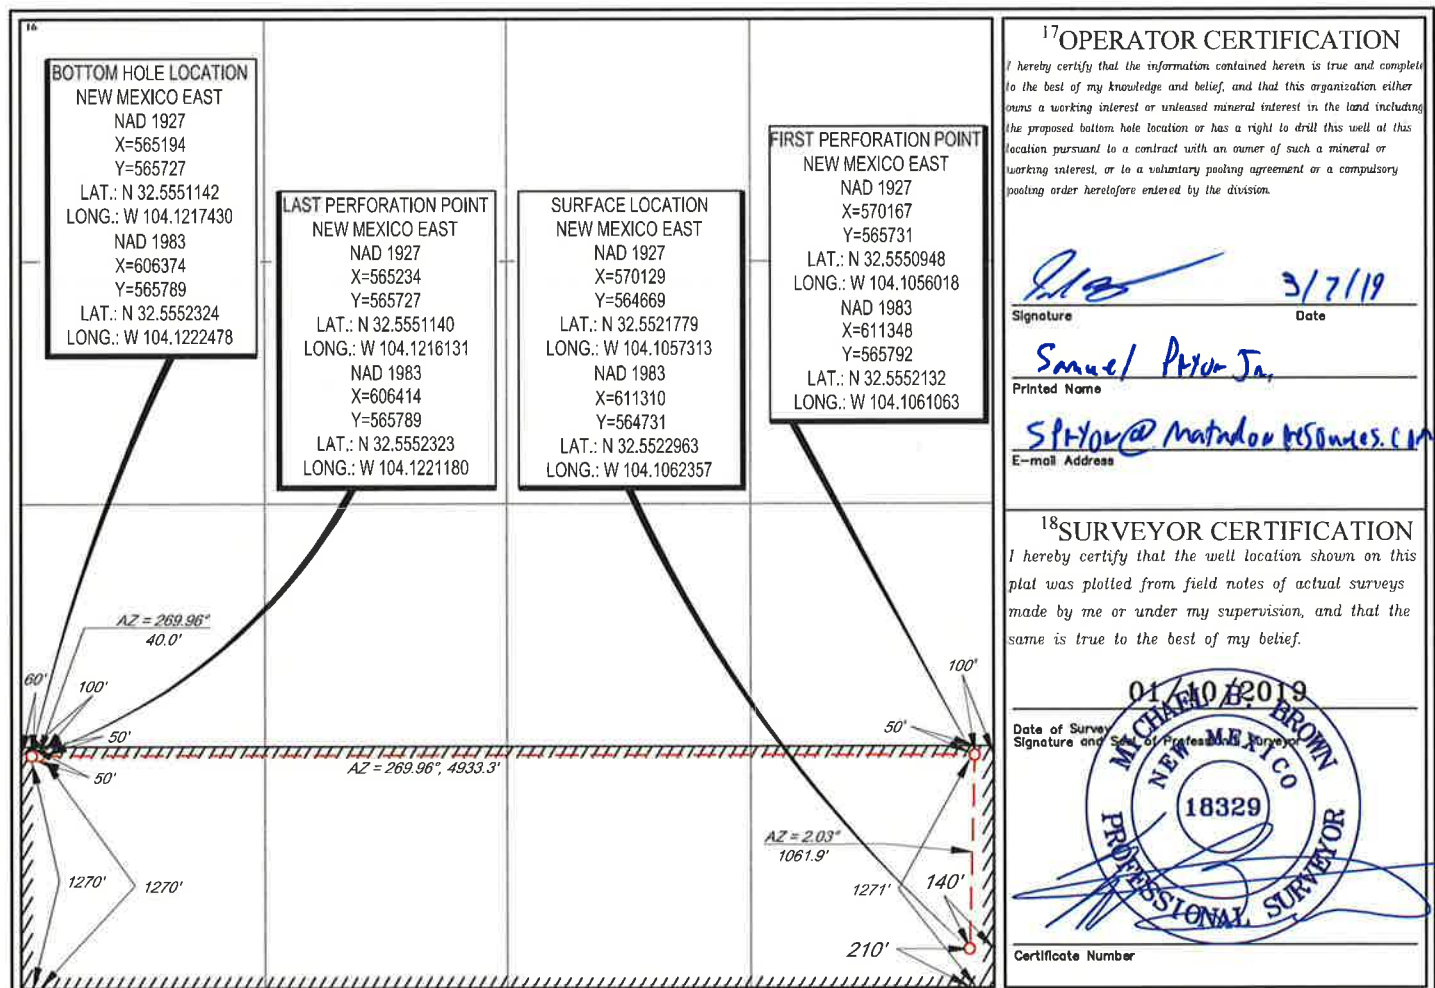 16
BOTTOM HOLE LOCATION
NEW MEXICO EAST
NAD 1927
X=565194
Y=565727
LAT.: N 32.5551142
LONG.: W 104.1217430
NAD 1983
X=606374
Y=565789
LAT.: N 32.5552324
LONG.: W 104.1222478
LAST PERFORATION POINT
NEW MEXICO EAST
NAD 1927
X=565234
Y=565727
LAT.: N 32.5551140
LONG.: W 104.1216131
NAD 1983
X=606414
Y=565789
LAT.: N 32.5552323
LONG.: W 104.1221180
SURFACE LOCATION
NEW MEXICO EAST
NAD 1927
X=570129
Y=564669
LAT.: N 32.5521779
LONG.: W 104.1057313
NAD 1983
X=611310
Y=564731
LAT.: N 32.5522963
LONG.: W 104.1062357
FIRST PERFORATION POINT
NEW MEXICO EAST
NAD 1927
X=570167
Y=565731
LAT.: N 32.5550948
LONG.: W 104.1056018
NAD 1983
X=611348
Y=565792
LAT.: N 32.5552132
LONG.: W 104.1061063
AZ = 269.96°
40.0'
60'
100'
50'
50'
AZ = 269.96°, 4933.3'
1270'
1270'
100'
50'
AZ = 2.03°
1061.9'
1271'
140'
210'
17 OPERATOR CERTIFICATION
I hereby certify that the information contained herein is true and complete
to the best of my knowledge and belief, and that this organization either
owns a working interest or unleased mineral interest in the land including
the proposed bottom hole location or has a right to drill this well at this
location pursuant to a contract with an owner of such a mineral or
working interest, or to a voluntary pooling agreement or a compulsory
pooling order heretofore entered by the division.
3/7/19
Signature Date
Samuel Pryor Jr.
Printed Name
SPryor@matadorresources.com
E-mail Address
18 SURVEYOR CERTIFICATION
I hereby certify that the well location shown on this
plat was plotted from field notes of actual surveys
made by me or under my supervision, and that the
same is true to the best of my belief.
01/10/2019
Date of Survey
Signature and Seal of Professional Surveyor
MICHAEL B. BROWN
NEW MEXICO
18329
PROFESSIONAL SURVEYOR
Certificate Number